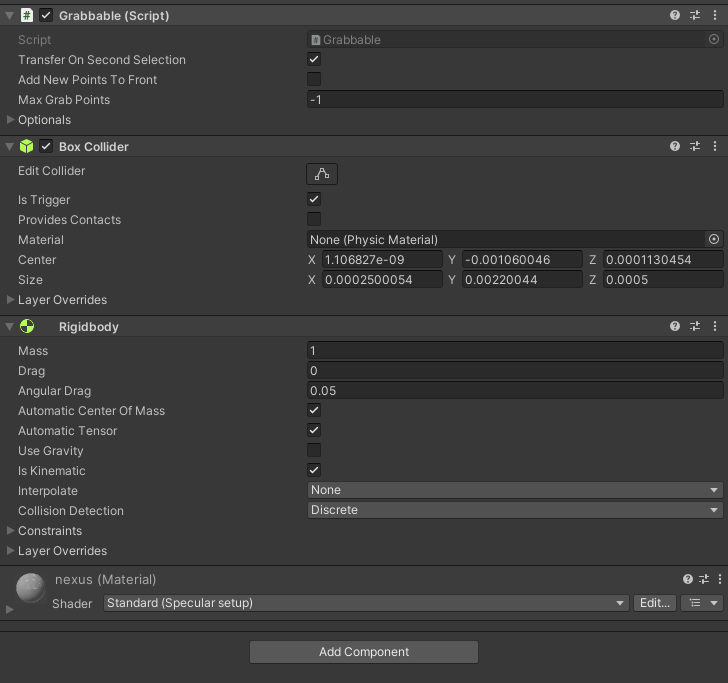 Grabbable (Script)
Script Grabbable
Transfer On Second Selection
Add New Points To Front
Max Grab Points -1
Optionals
Box Collider
Edit Collider
Is Trigger
Provides Contacts
Material None (Physic Material)
Center X 1.106827e-09 Y -0.001060046 Z 0.0001130454
Size X 0.0002500054 Y 0.00220044 Z 0.0005
Layer Overrides
Rigidbody
Mass 1
Drag 0
Angular Drag 0.05
Automatic Center Of Mass
Automatic Tensor
Use Gravity
Is Kinematic
Interpolate None
Collision Detection Discrete
Constraints
Layer Overrides
nexus (Material)
Shader Standard (Specular setup) Edit...
Add Component